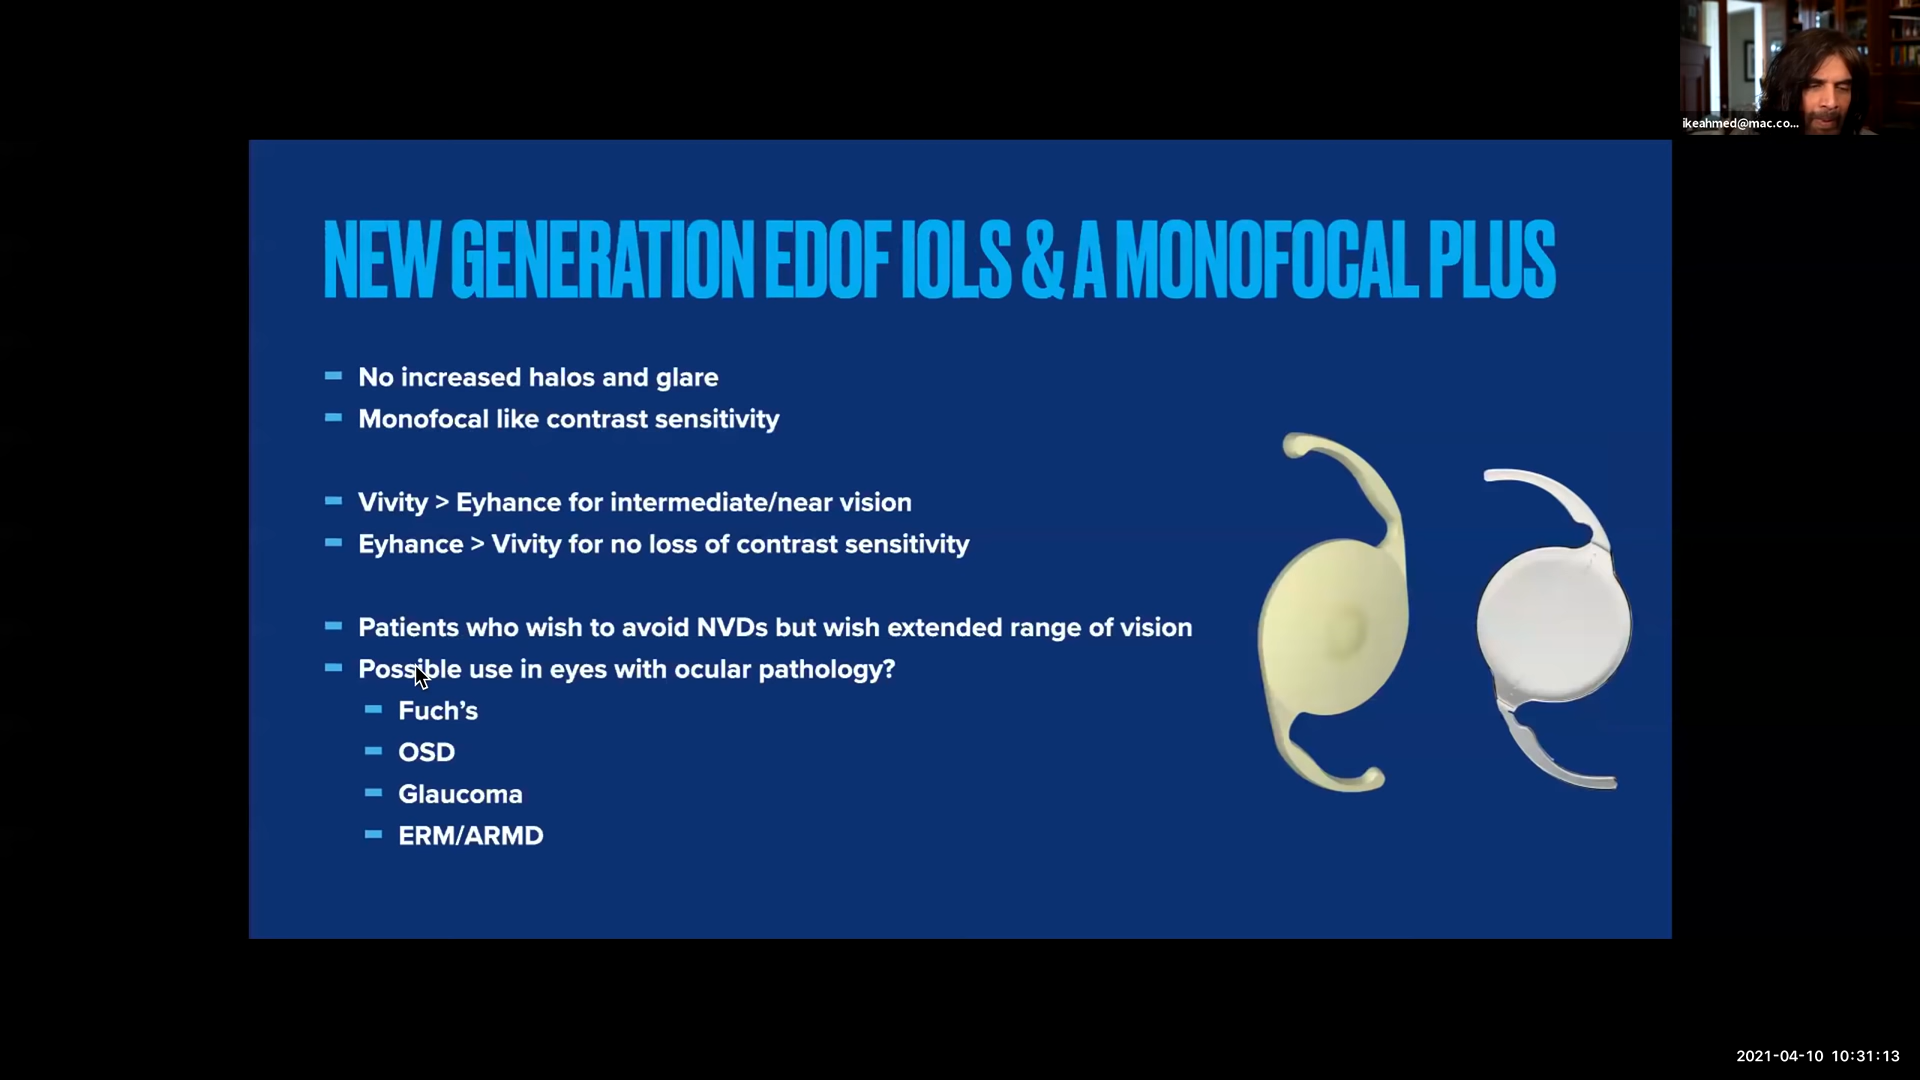 ikeahmed@mac.co...
NEW GENERATION EDOF IOLS & A MONOFOCAL PLUS
No increased halos and glare
Monofocal like contrast sensitivity
Vivity > Eyhance for intermediate/near vision
Eyhance > Vivity for no loss of contrast sensitivity
Patients who wish to avoid NVDs but wish extended range of vision
Possible use in eyes with ocular pathology?
Fuch's
OSD
Glaucoma
ERM/ARMD
2021-04-10 10:31:13